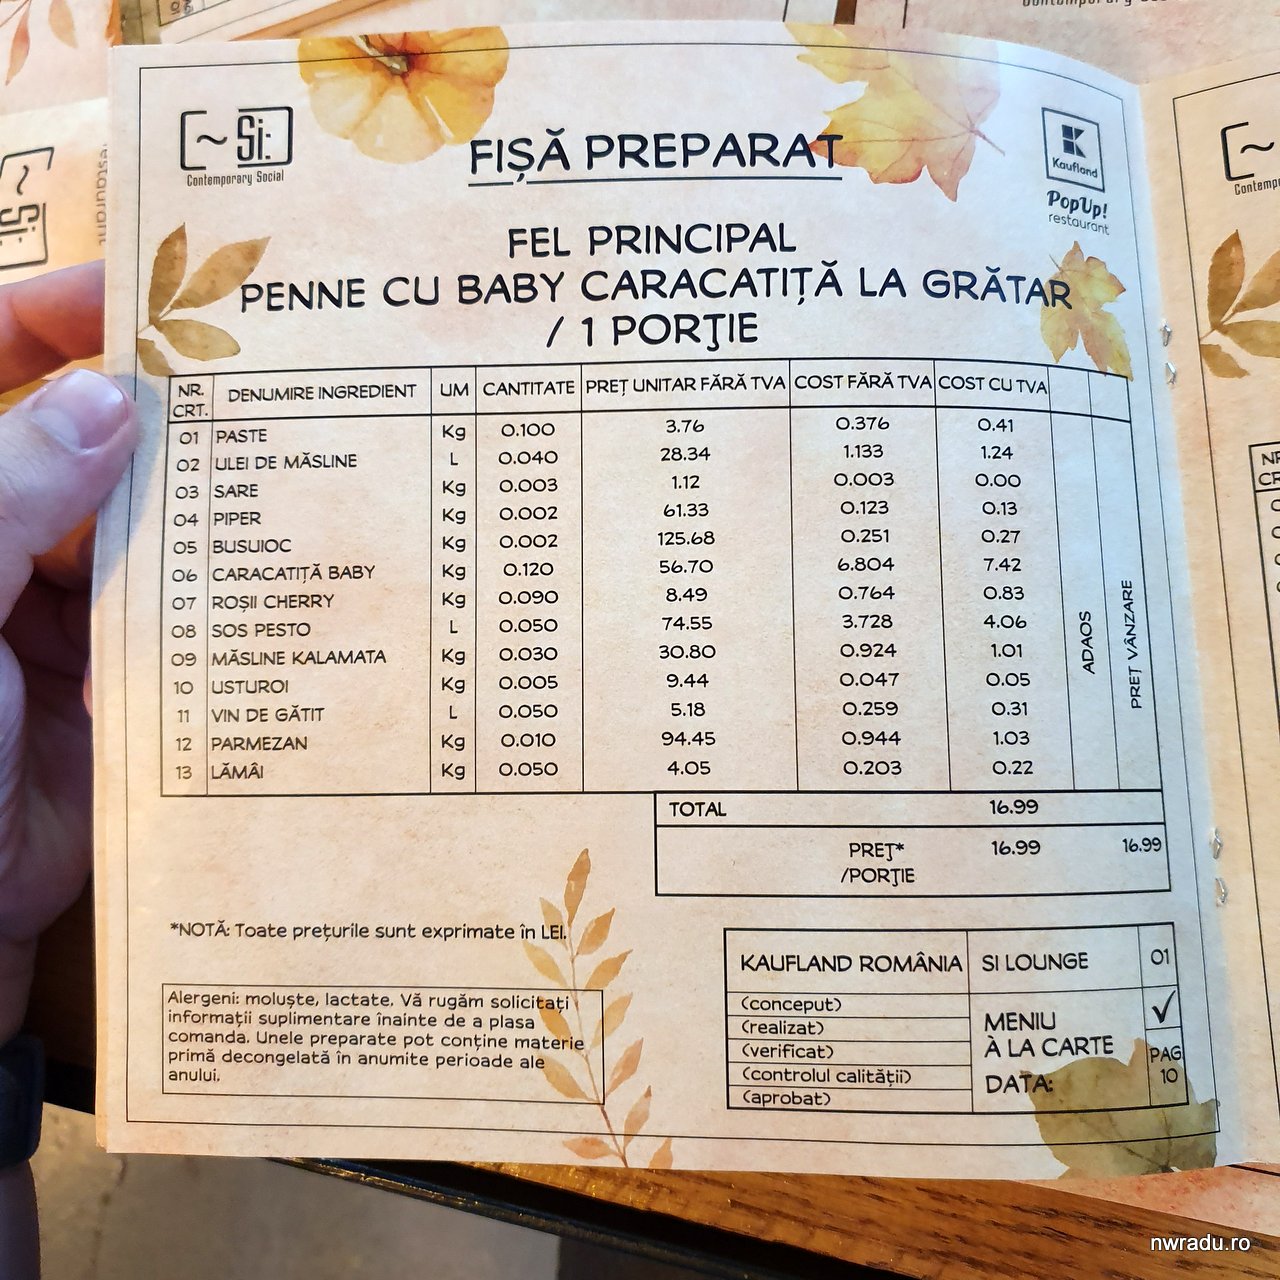 Contemporary Si:
Si:
restaurant
~ Si:
Contemporary Social
FIȘĂ PREPARAT
Kaufland
PopUp!
restaurant
FEL PRINCIPAL
PENNE CU BABY CARACATIȚĂ LA GRĂTAR
/ 1 PORŢIE
NR. CRT. DENUMIRE INGREDIENT UM CANTITATE PREȚ UNITAR FĂRĂ TVA COST FĂRĂ TVA COST CU TVA
01 PASTE Kg 0.100 3.76 0.376 0.41
02 ULEI DE MĂSLINE L 0.040 28.34 1.133 1.24
03 SARE Kg 0.003 1.12 0.003 0.00
04 PIPER Kg 0.002 61.33 0.123 0.13
05 BUSUIOC Kg 0.002 125.68 0.251 0.27
06 CARACATIȚĂ BABY Kg 0.120 56.70 6.804 7.42
07 ROȘII CHERRY Kg 0.090 8.49 0.764 0.83
08 SOS PESTO L 0.050 74.55 3.728 4.06
09 MĂSLINE KALAMATA Kg 0.030 30.80 0.924 1.01
10 USTUROI Kg 0.005 9.44 0.047 0.05
11 VIN DE GĂTIT L 0.050 5.18 0.259 0.31
12 PARMEZAN Kg 0.010 94.45 0.944 1.03
13 LĂMÂI Kg 0.050 4.05 0.203 0.22
ADAOS
PREȚ VÂNZARE
TOTAL 16.99
PREŢ* 16.99 16.99
/PORŢIE
*NOTĂ: Toate prețurile sunt exprimate în LEI.
Alergeni: moluște, lactate. Vă rugăm solicitați
informații suplimentare înainte de a plasa
comanda. Unele preparate pot conține materie
primă decongelată în anumite perioade ale
anului.
KAUFLAND ROMÂNIA SI LOUNGE 01
(conceput)
(realizat)
(verificat)
(controlul calității)
(aprobat)
MENIU
À LA CARTE
DATA:
✓
PAG
10
nwradu.ro